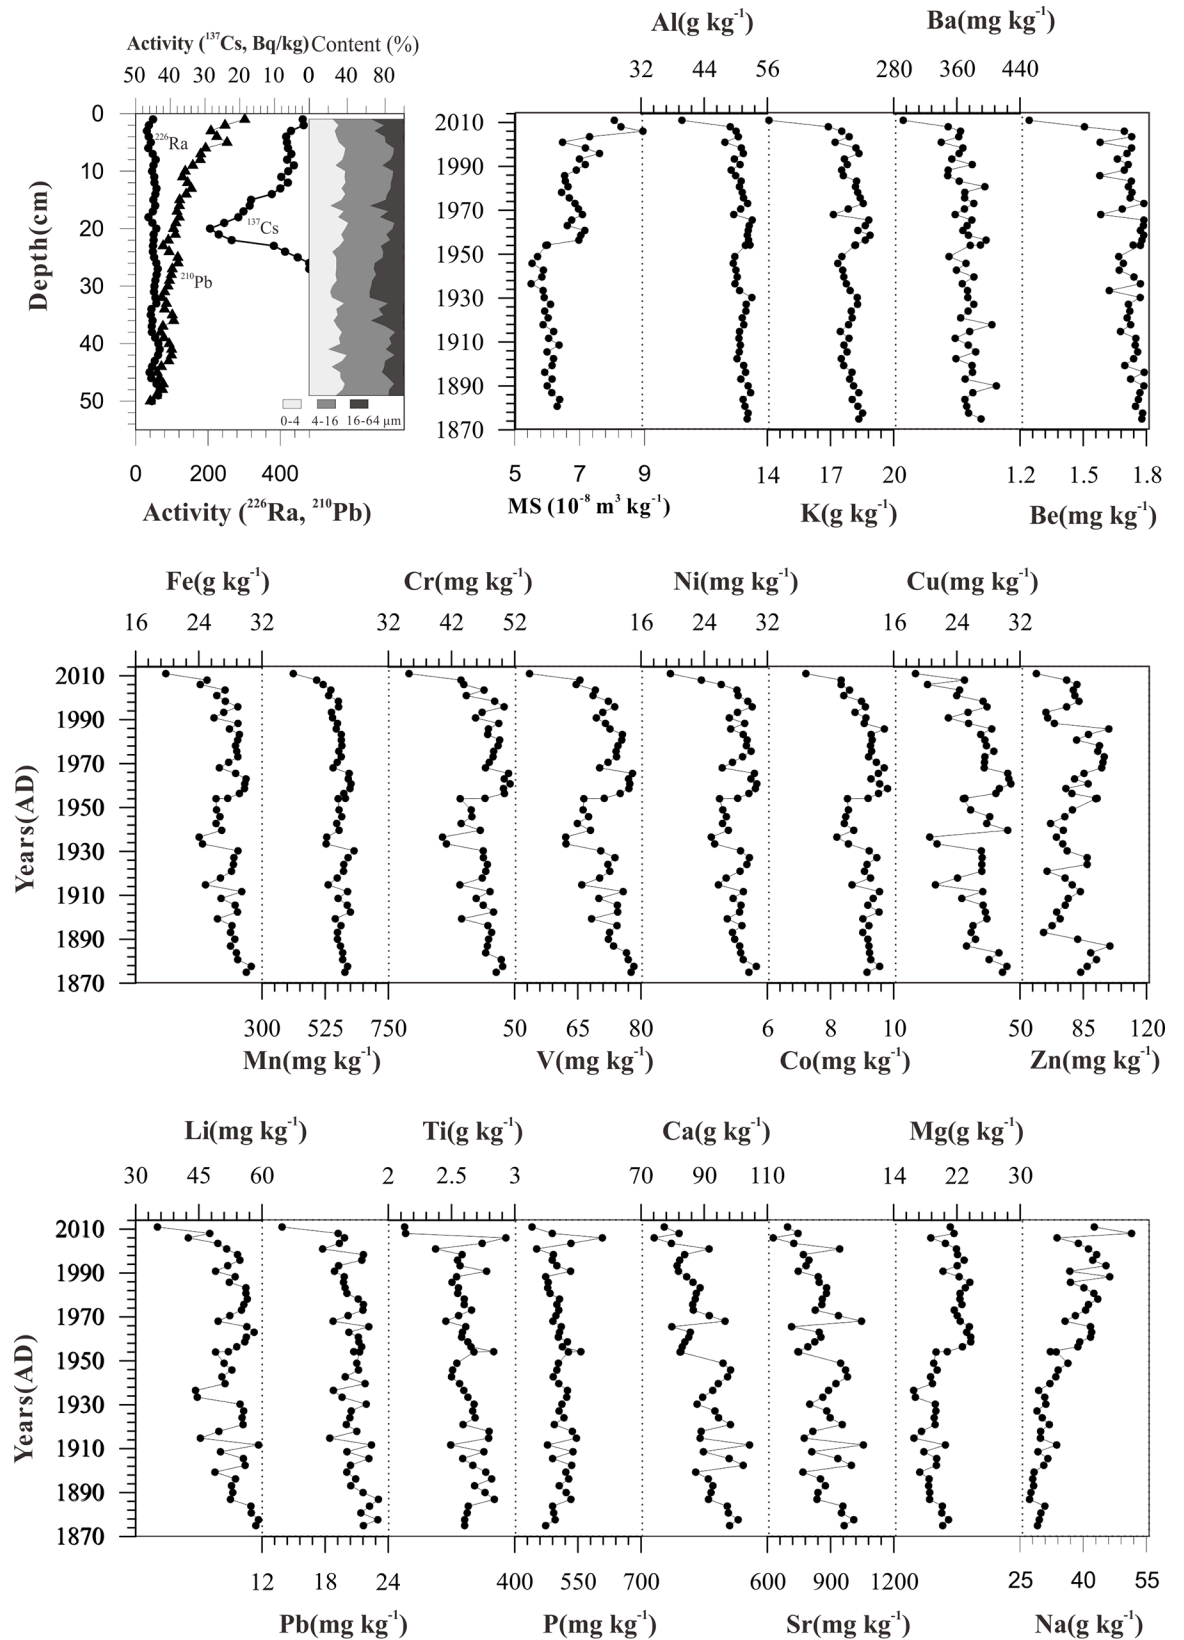 Al(g kg⁻¹) Ba(mg kg⁻¹)
Activity (¹³⁷Cs, Bq/kg) Content (%)
50 40 30 20 10 0 40 80 32 44 56 280 360 440
0
10
20
30
40
50
Depth(cm)
²²⁶Ra
¹³⁷Cs
²¹⁰Pb
0-4 4-16 16-64 μm
2010
1990
1970
1950
1930
1910
1890
1870
0 200 400 5 7 9 14 17 20 1.2 1.5 1.8
Activity (²²⁶Ra, ²¹⁰Pb) MS (10⁻⁸ m³ kg⁻¹) K(g kg⁻¹) Be(mg kg⁻¹)
Fe(g kg⁻¹) Cr(mg kg⁻¹) Ni(mg kg⁻¹) Cu(mg kg⁻¹)
16 24 32 32 42 52 16 26 36 16 24 32
Years(AD)
2010
1990
1970
1950
1930
1910
1890
1870
300 525 750 50 65 80 6 8 10 50 85 120
Mn(mg kg⁻¹) V(mg kg⁻¹) Co(mg kg⁻¹) Zn(mg kg⁻¹)
Li(mg kg⁻¹) Ti(g kg⁻¹) Ca(g kg⁻¹) Mg(g kg⁻¹)
30 45 60 2 2.5 3 70 90 110 14 22 30
Years(AD)
2010
1990
1970
1950
1930
1910
1890
1870
12 18 24 400 550 700 600 900 1200 25 40 55
Pb(mg kg⁻¹) P(mg kg⁻¹) Sr(mg kg⁻¹) Na(g kg⁻¹)